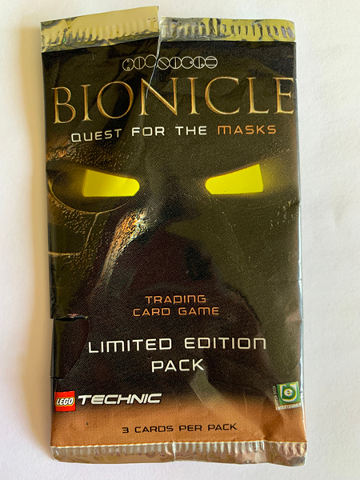 BIONICLE
QUEST FOR THE MASKS
TRADING
CARD GAME
LIMITED EDITION
PACK
LEGO TECHNIC
3 CARDS PER PACK